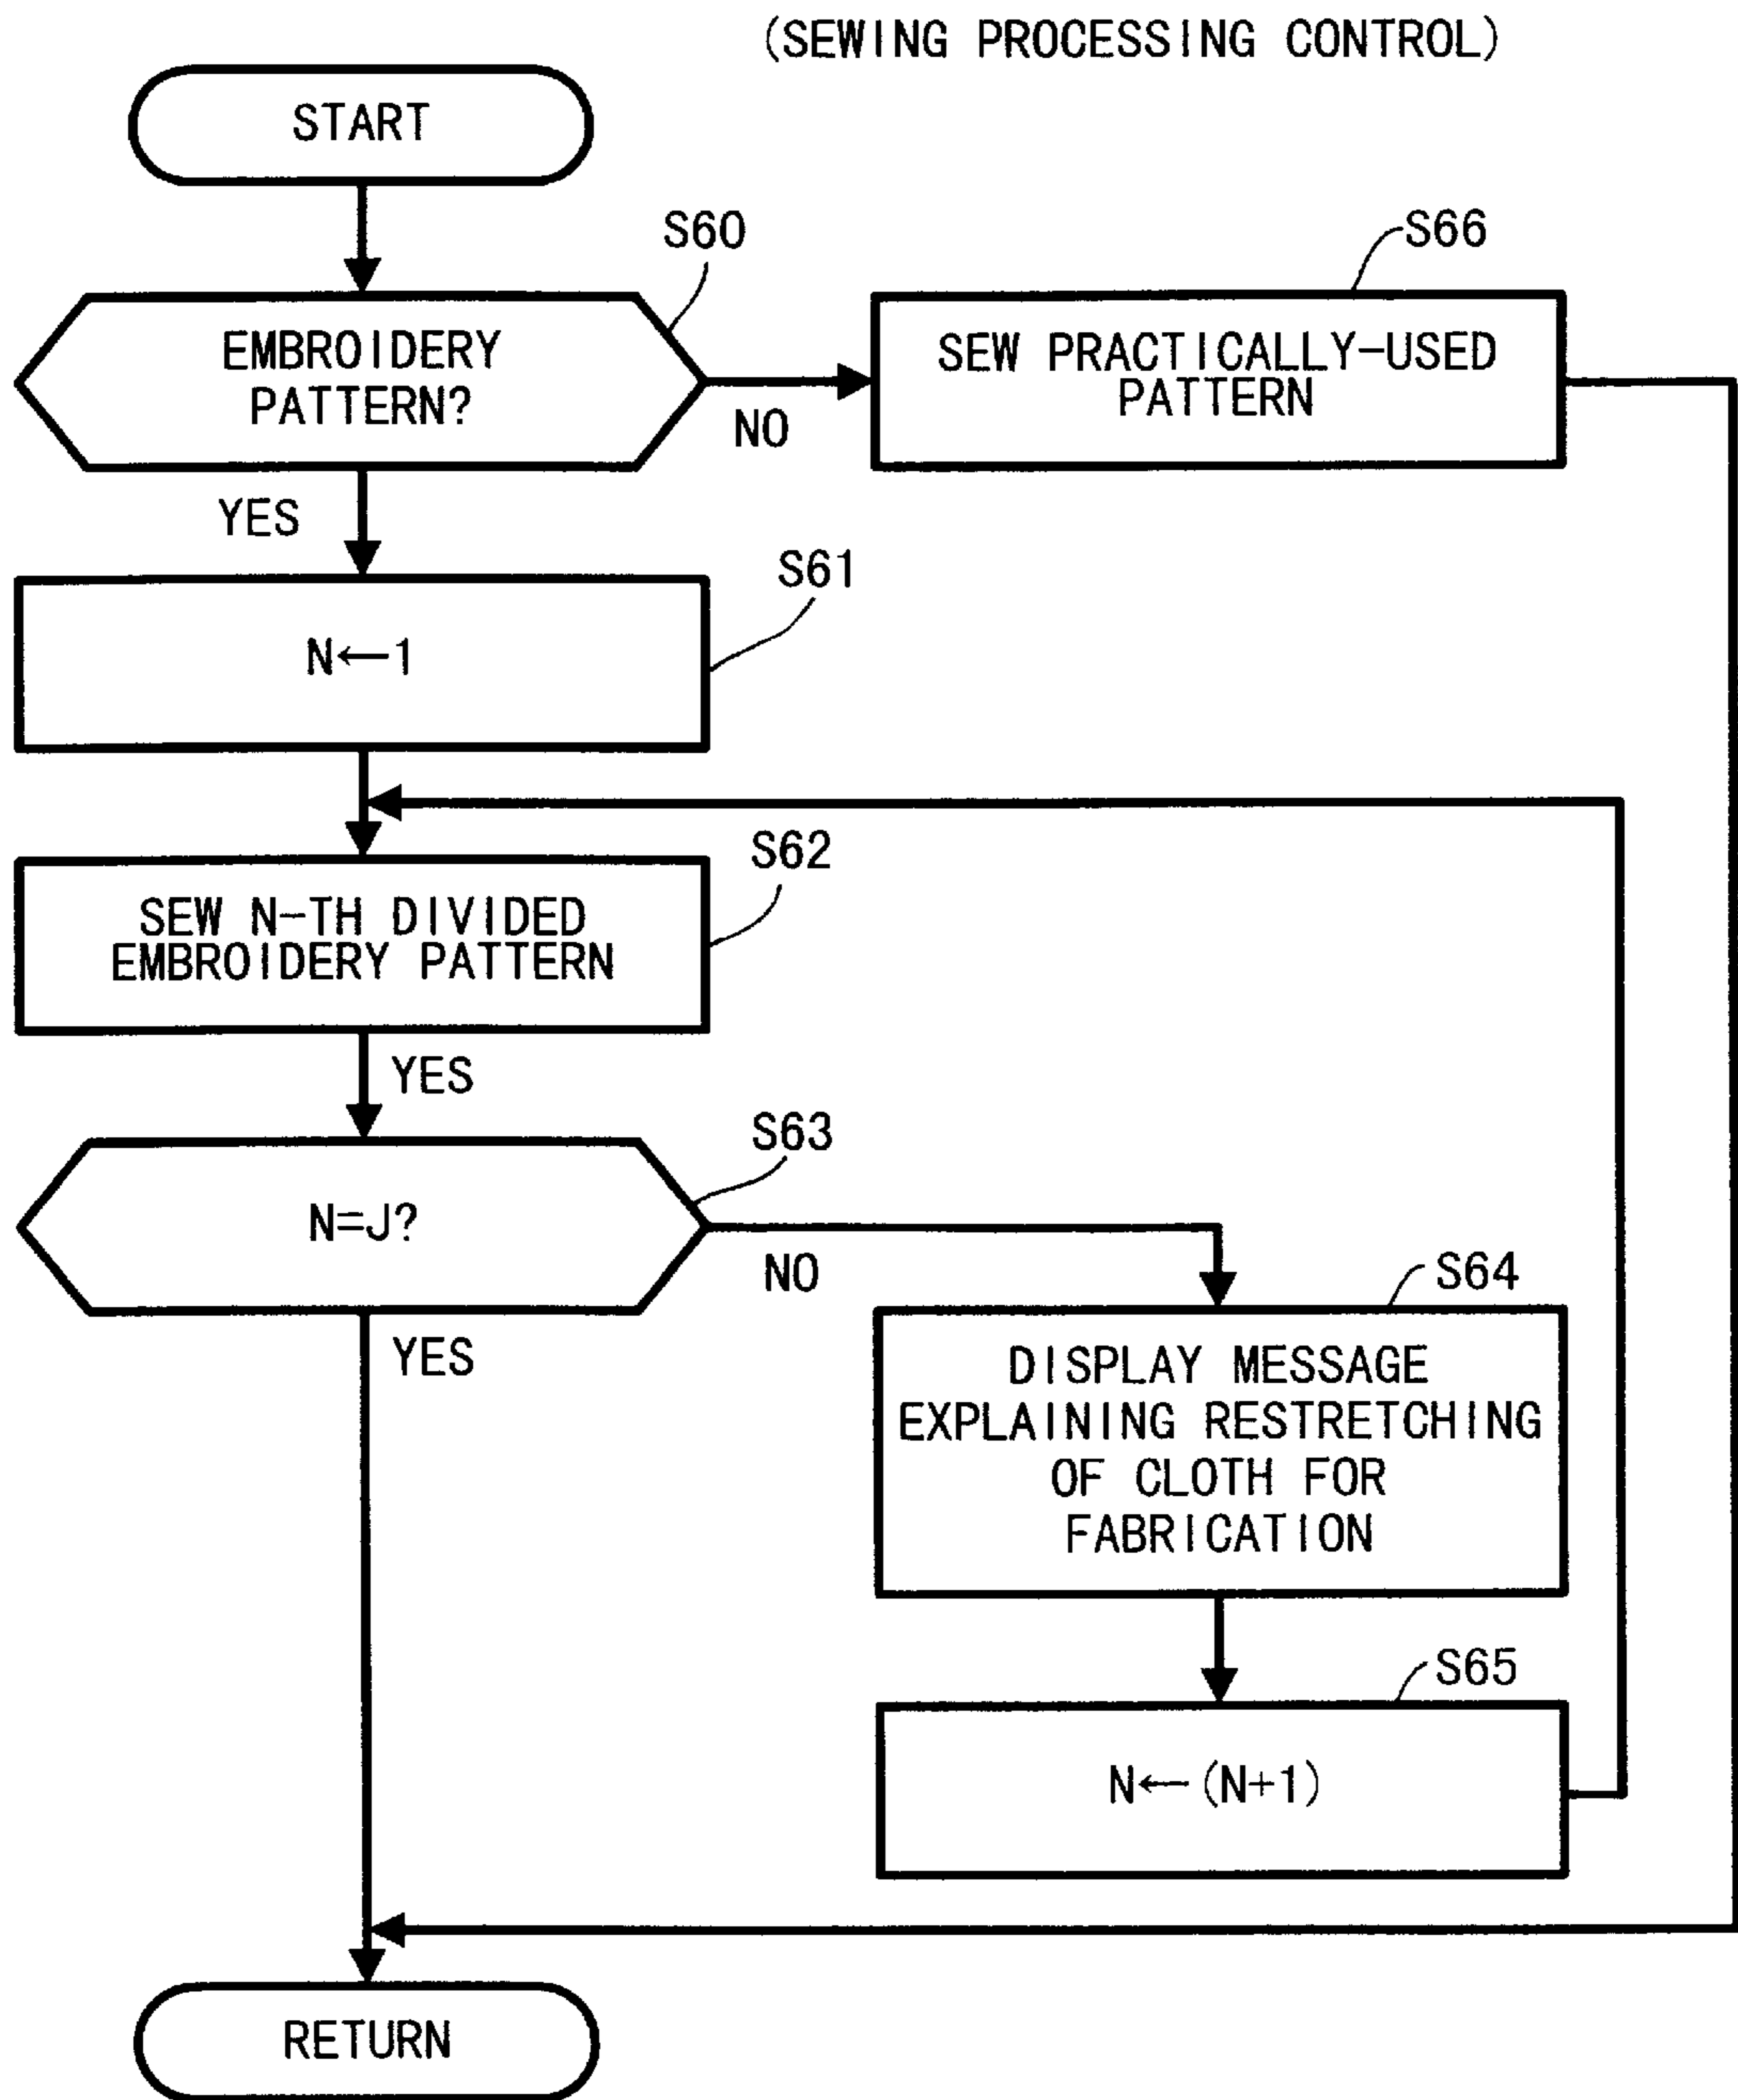 (SEWING PROCESSING CONTROL)
START
S60
S66
EMBROIDERY
PATTERN?
NO
SEW PRACTICALLY-USED
PATTERN
YES
S61
N←1
S62
SEW N-TH DIVIDED
EMBROIDERY PATTERN
YES
S63
N=J?
NO
YES
S64
DISPLAY MESSAGE
EXPLAINING RESTRETCHING
OF CLOTH FOR
FABRICATION
S65
N←(N+1)
RETURN